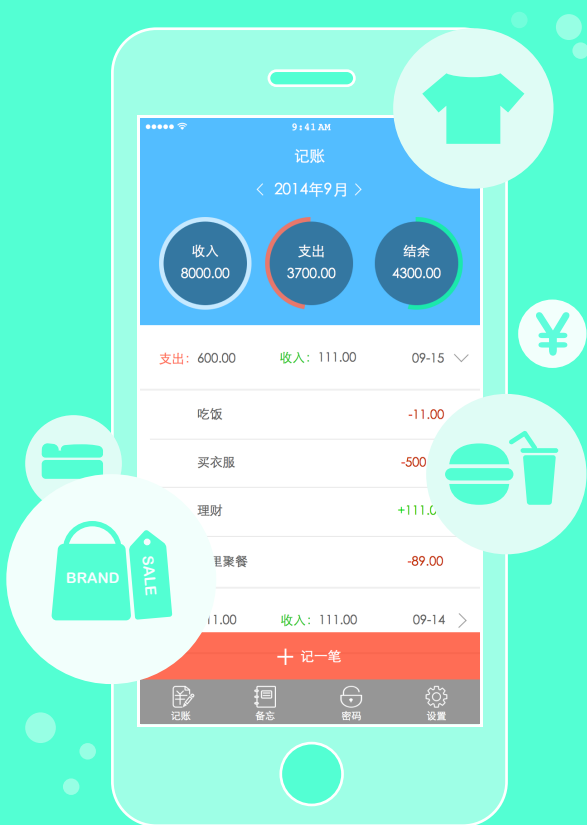 9:41 AM
记账
2014年9月
收入 支出 结余
8000.00 3700.00 4300.00
支出：600.00 收入：111.00 09-15
吃饭 -11.00
买衣服 -500
理财 +111.0
里聚餐 -89.00
11.00 收入：111.00 09-14
BRAND SALE
记一笔
记账 备忘 密码 设置